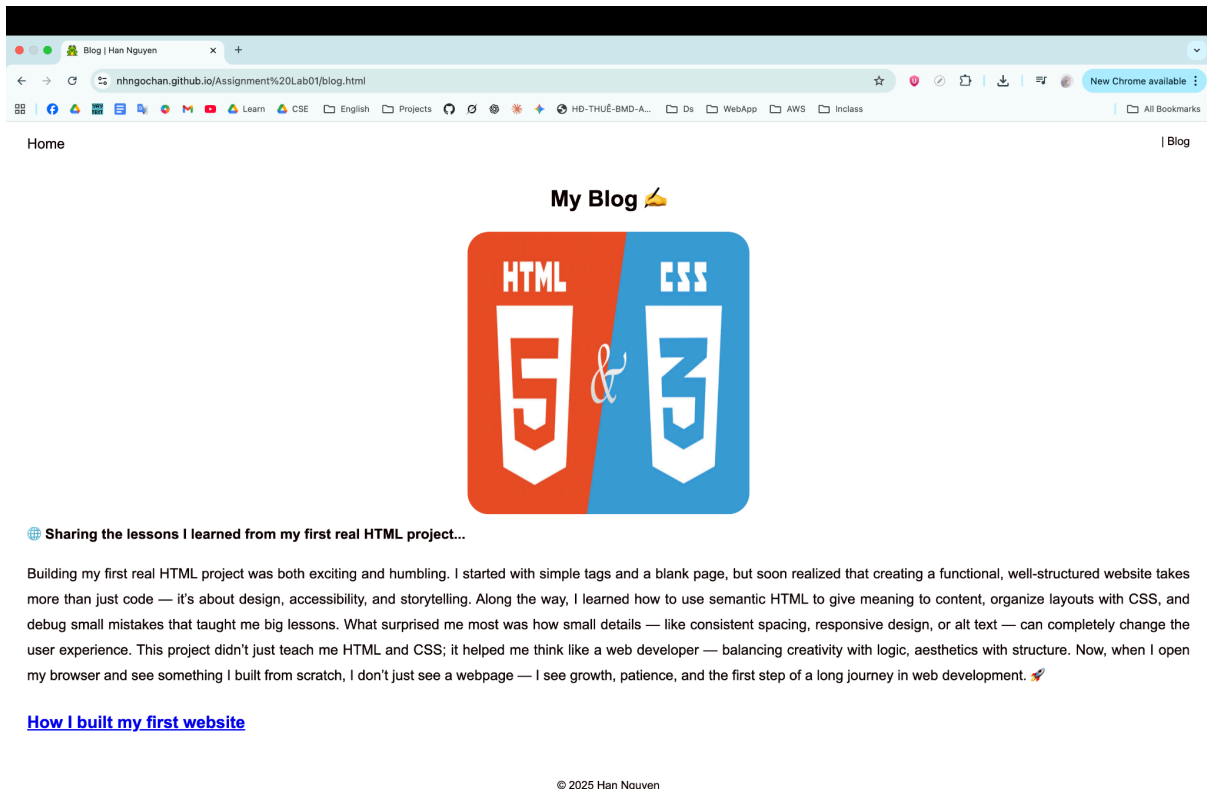 Blog | Han Nguyen
nhngochan.github.io/Assignment%20Lab01/blog.html
New Chrome available
Learn CSE English Projects HĐ-THUÊ-BMD-A... Ds WebApp AWS Inclass All Bookmarks
Home | Blog
My Blog ✍️
HTML CSS
5 & 3
🌐 Sharing the lessons I learned from my first real HTML project...
Building my first real HTML project was both exciting and humbling. I started with simple tags and a blank page, but soon realized that creating a functional, well-structured website takes
more than just code — it’s about design, accessibility, and storytelling. Along the way, I learned how to use semantic HTML to give meaning to content, organize layouts with CSS, and
debug small mistakes that taught me big lessons. What surprised me most was how small details — like consistent spacing, responsive design, or alt text — can completely change the
user experience. This project didn’t just teach me HTML and CSS; it helped me think like a web developer — balancing creativity with logic, aesthetics with structure. Now, when I open
my browser and see something I built from scratch, I don’t just see a webpage — I see growth, patience, and the first step of a long journey in web development. 🚀
How I built my first website
© 2025 Han Nguyen